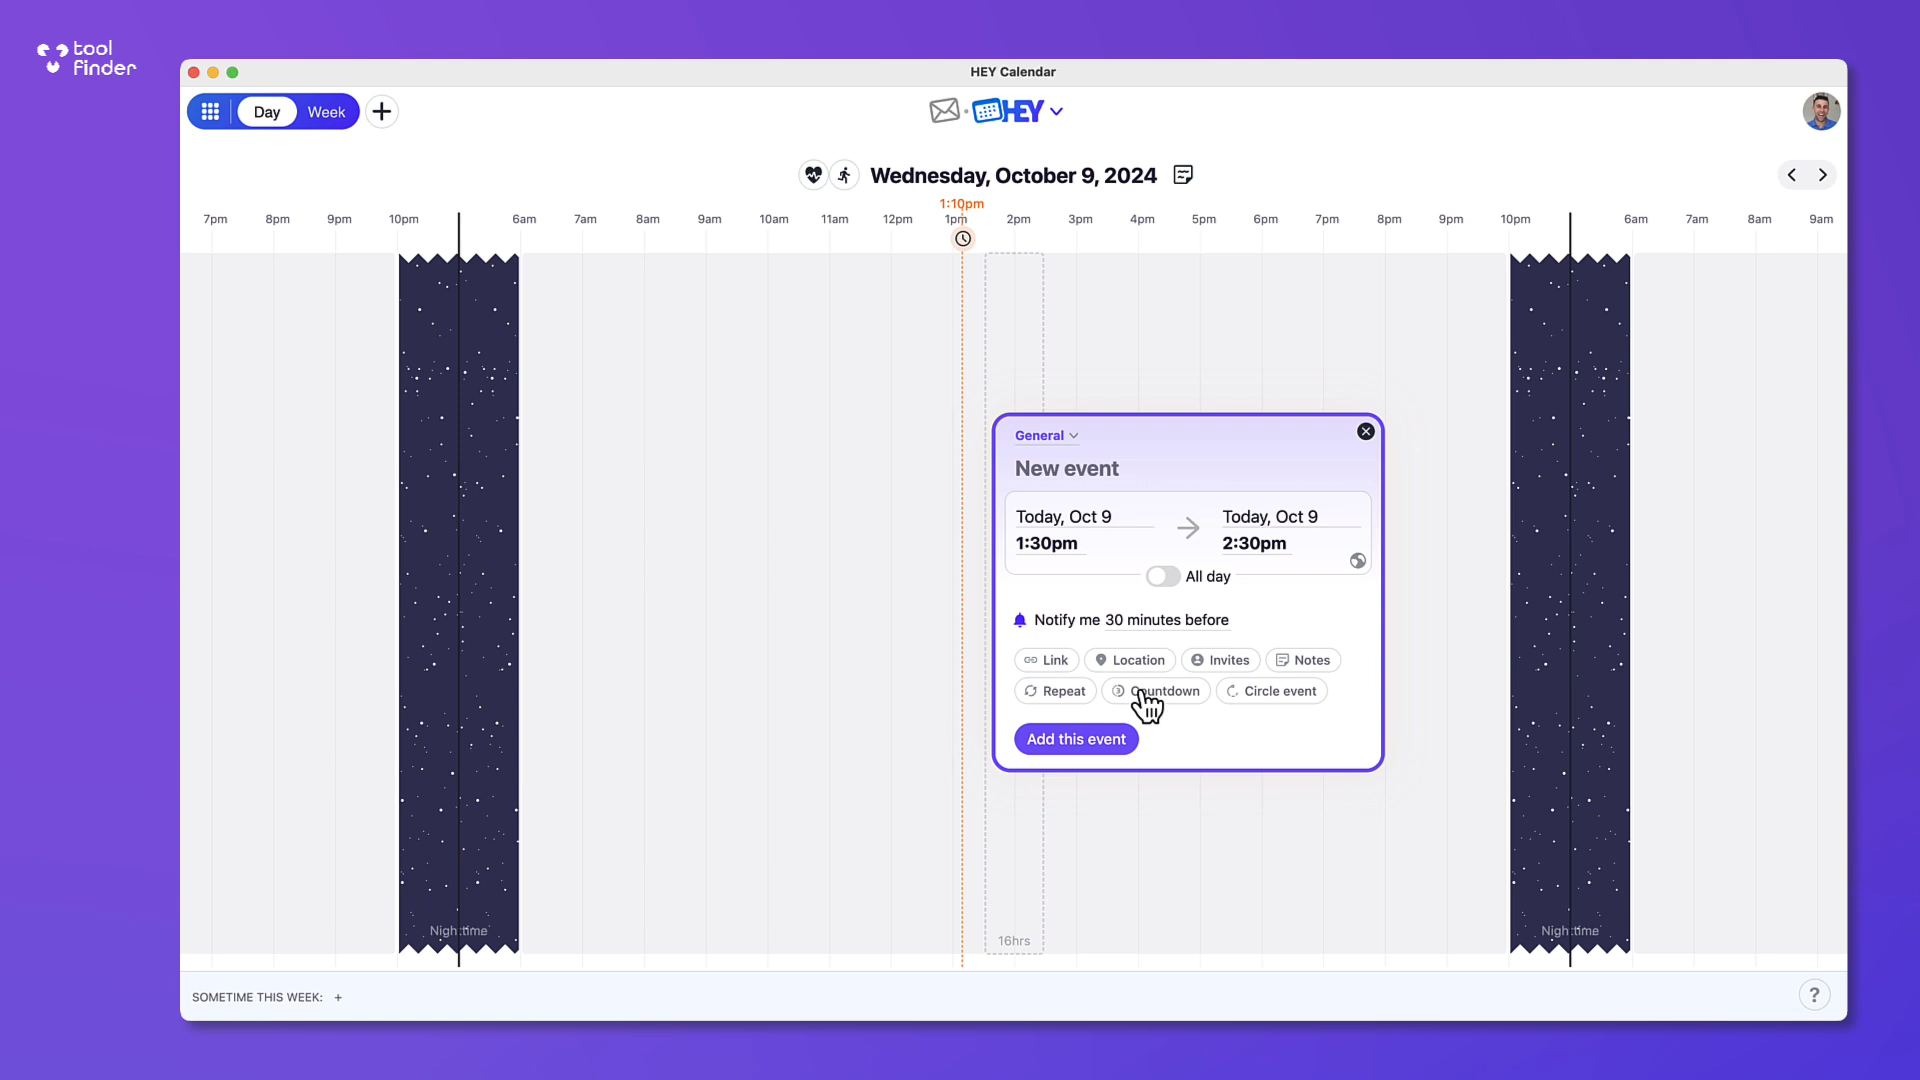 tool
finder
HEY Calendar
Day Week
HEY
Wednesday, October 9, 2024
1:10pm
7pm 8pm 9pm 10pm 6am 7am 8am 9am 10am 11am 12pm 1pm 2pm 3pm 4pm 5pm 6pm 7pm 8pm 9pm 10pm 6am 7am 8am 9am
General
New event
Today, Oct 9 Today, Oct 9
1:30pm 2:30pm
All day
Notify me 30 minutes before
Link Location Invites Notes
Repeat Countdown Circle event
Add this event
Nighttime Nighttime
16hrs
SOMETIME THIS WEEK: +
?